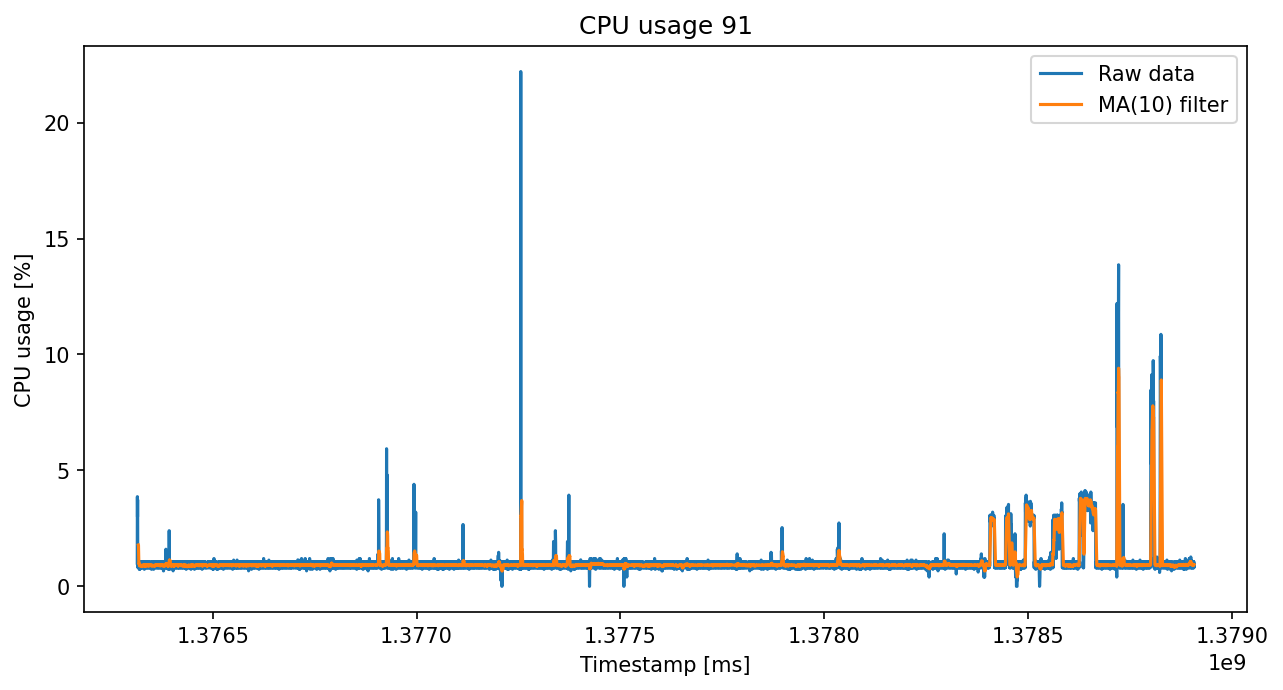 CPU usage 91
Raw data
MA(10) filter
CPU usage [%]
20
15
10
5
0
1.3765 1.3770 1.3775 1.3780 1.3785 1.3790
1e9
Timestamp [ms]